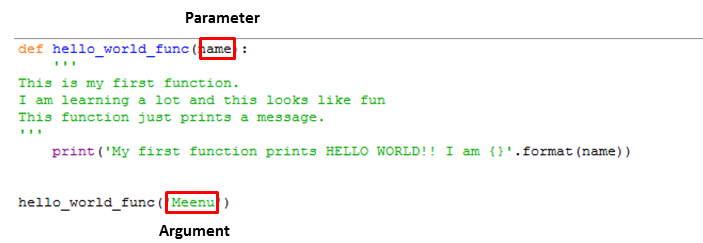 Parameter
def hello_world_func(name):
    '''
This is my first function.
I am learning a lot and this looks like fun
This function just prints a message.
'''
    print('My first function prints HELLO WORLD!! I am {}'.format(name))
hello_world_func('Meenu')
Argument